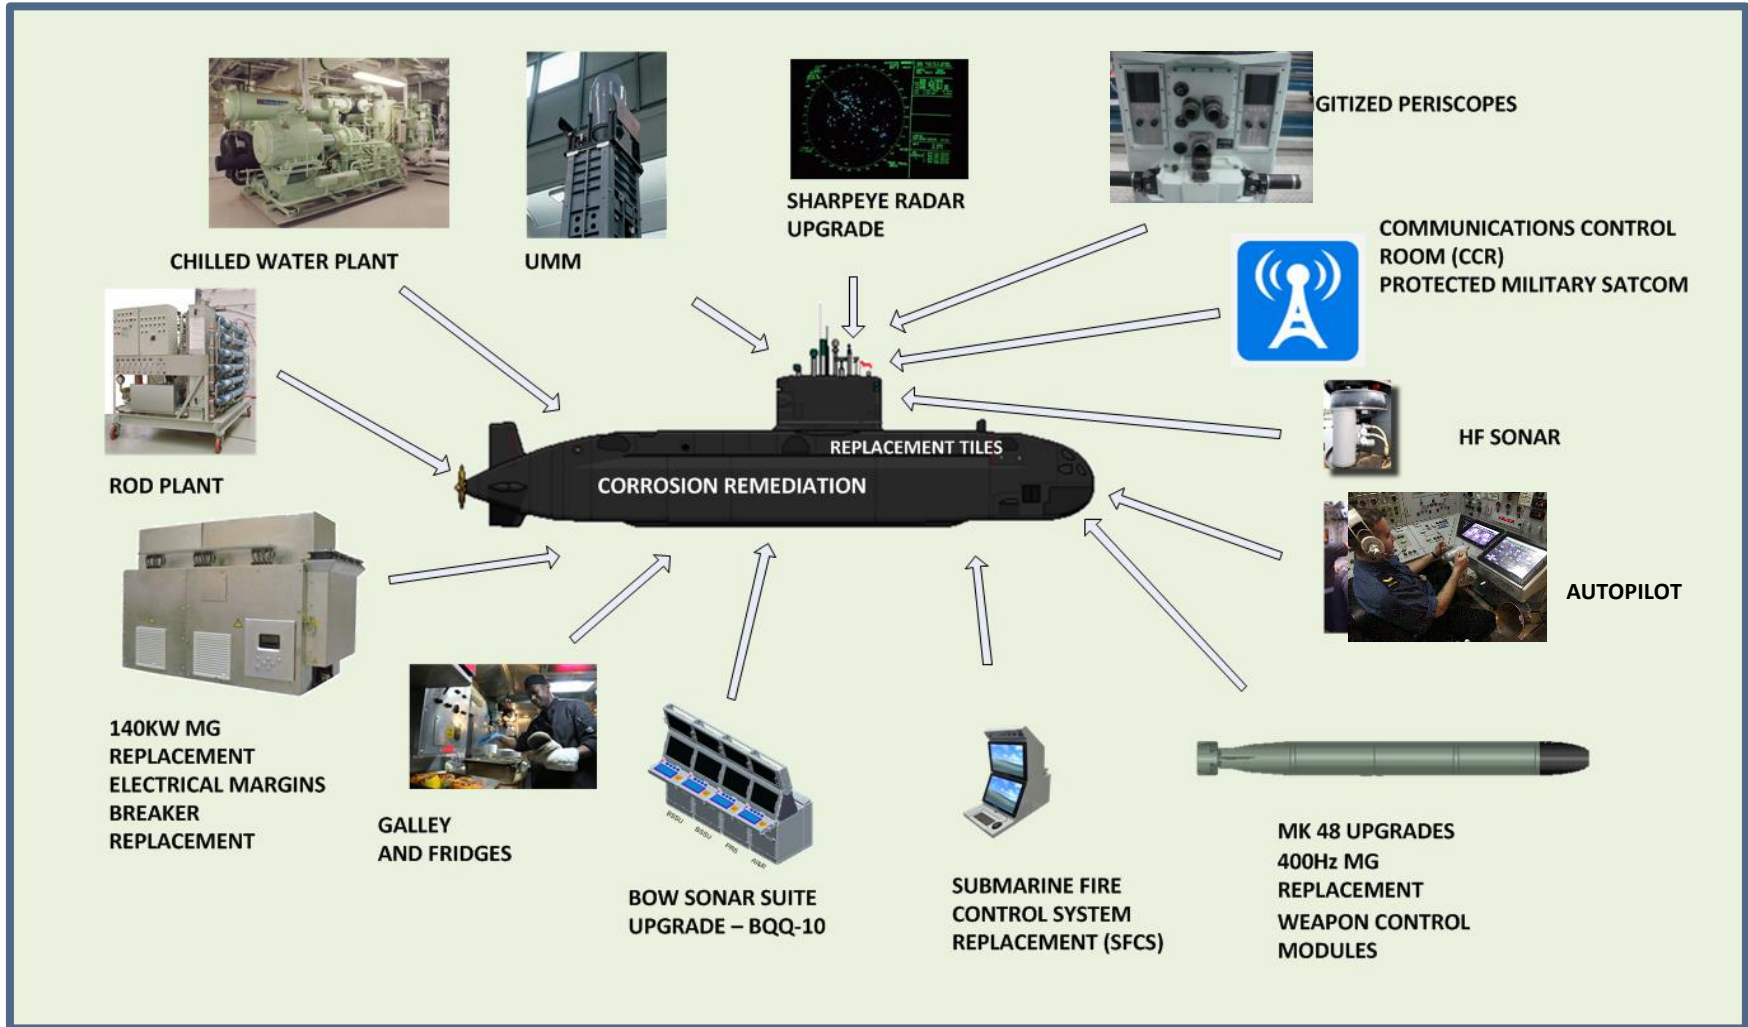 GITIZED PERISCOPES
SHARPEYE RADAR
UPGRADE
COMMUNICATIONS CONTROL
ROOM (CCR)
PROTECTED MILITARY SATCOM
CHILLED WATER PLANT
UMM
HF SONAR
REPLACEMENT TILES
CORROSION REMEDIATION
ROD PLANT
AUTOPILOT
140KW MG
REPLACEMENT
ELECTRICAL MARGINS
BREAKER
REPLACEMENT
GALLEY
AND FRIDGES
BOW SONAR SUITE
UPGRADE – BQQ-10
SUBMARINE FIRE
CONTROL SYSTEM
REPLACEMENT (SFCS)
MK 48 UPGRADES
400Hz MG
REPLACEMENT
WEAPON CONTROL
MODULES